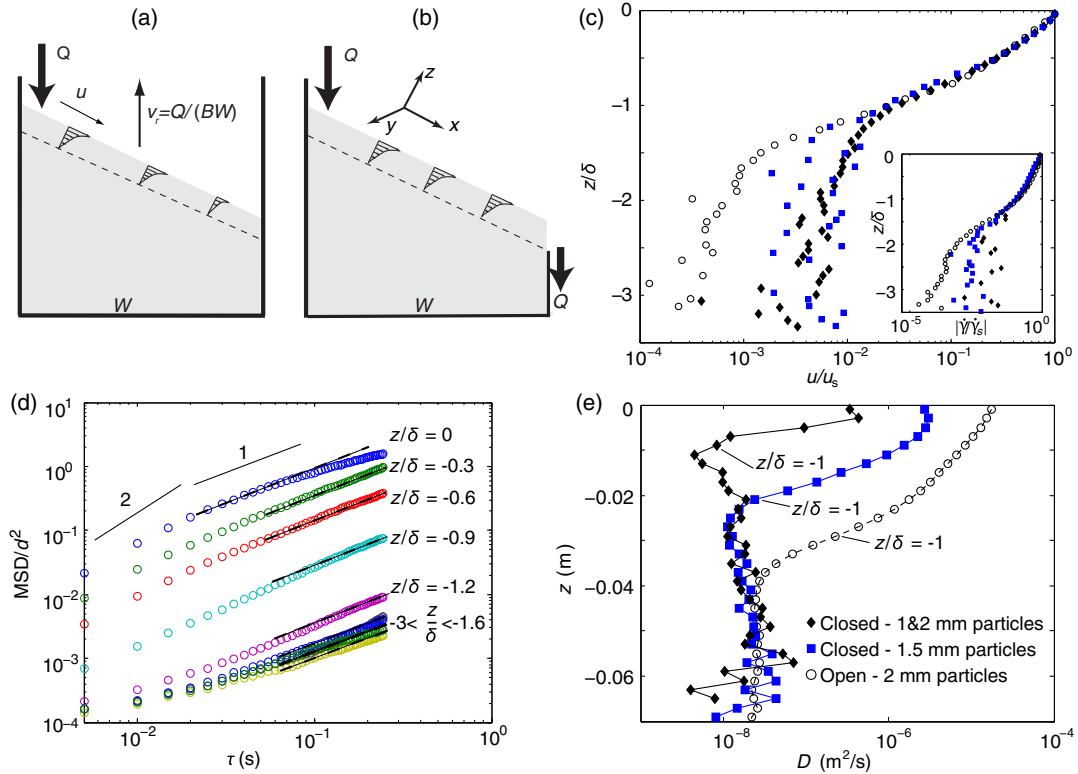 (a)
Q
u
v_r=Q/(BW)
W
(b)
Q
z
y
x
W
Q
(c)
0
−1
−2
−3
z/δ
10^−4
10^−3
10^−2
10^−1
10^0
u/u_s
0
−1
−2
−3
z/δ
10^−5
10^0
|γ̇/γ̇_s|
(d)
10^1
10^0
10^−1
10^−2
10^−3
10^−4
MSD/d^2
2
1
z/δ = 0
z/δ = -0.3
z/δ = -0.6
z/δ = -0.9
z/δ = -1.2
-3< z/δ <-1.6
10^−2
10^−1
10^0
τ (s)
(e)
0
−0.02
−0.04
−0.06
z (m)
z/δ = -1
z/δ = -1
z/δ = -1
Closed - 1&2 mm particles
Closed - 1.5 mm particles
Open - 2 mm particles
10^−8
10^−6
10^−4
D (m^2/s)